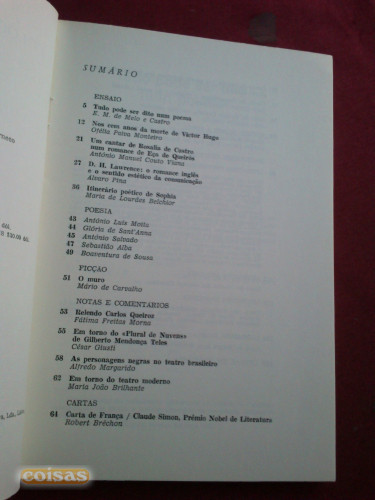 SUMÁRIO
ENSAIO
5 Tudo pode ser dito num poema
E. M. de Melo e Castro
12 Nos cem anos da morte de Victor Hugo
Ofélia Paiva Monteiro
21 Um cantar de Rosalía de Castro
num romance de Eça de Queirós
António Manuel Couto Viana
27 D. H. Lawrence: o romance inglês
e o sentido estético da comunicação
Álvaro Pina
36 Itinerário poético de Sophia
Maria de Lourdes Belchior
POESIA
43 António Luís Moita
44 Glória de Sant'Anna
45 António Salvado
47 Sebastião Alba
49 Boaventura de Sousa
FICÇÃO
51 O muro
Mário de Carvalho
NOTAS E COMENTÁRIOS
53 Relendo Carlos Queiroz
Fátima Freitas Morna
55 Em torno do «Plural de Nuvens»
de Gilberto Mendonça Teles
César Giusti
58 As personagens negras no teatro brasileiro
Alfredo Margarido
62 Em torno do teatro moderno
Maria João Brilhante
CARTAS
64 Carta de França / Claude Simon, Prémio Nobel de Literatura
Robert Bréchon
coisas